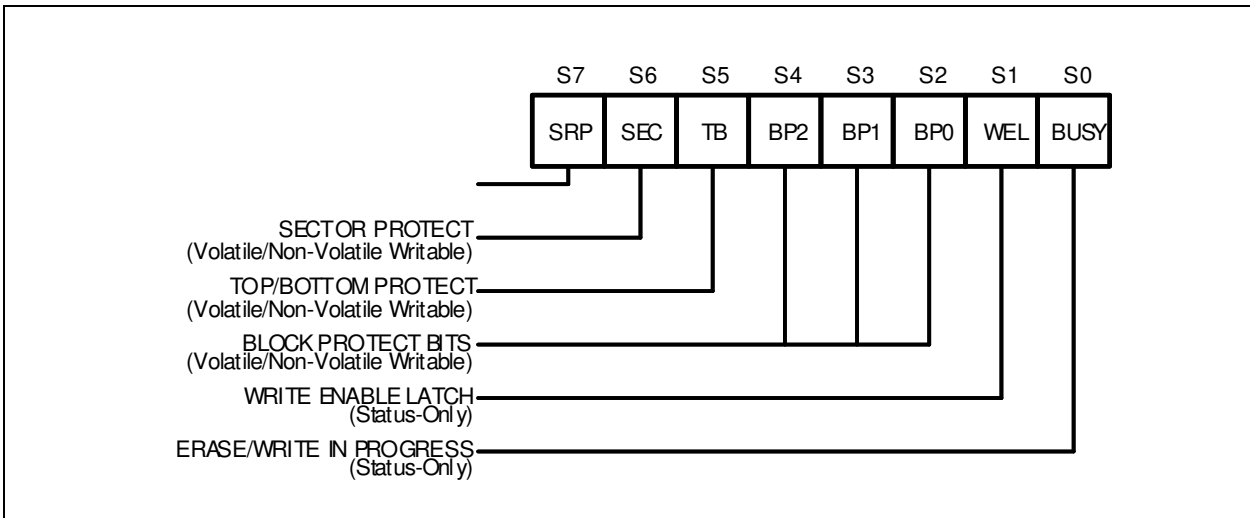 S7 S6 S5 S4 S3 S2 S1 S0
SRP SEC TB BP2 BP1 BP0 WEL BUSY
SECTOR PROTECT
(Volatile/Non-Volatile Writable)
TOP/BOTTOM PROTECT
(Volatile/Non-Volatile Writable)
BLOCK PROTECT BITS
(Volatile/Non-Volatile Writable)
WRITE ENABLE LATCH
(Status-Only)
ERASE/WRITE IN PROGRESS
(Status-Only)